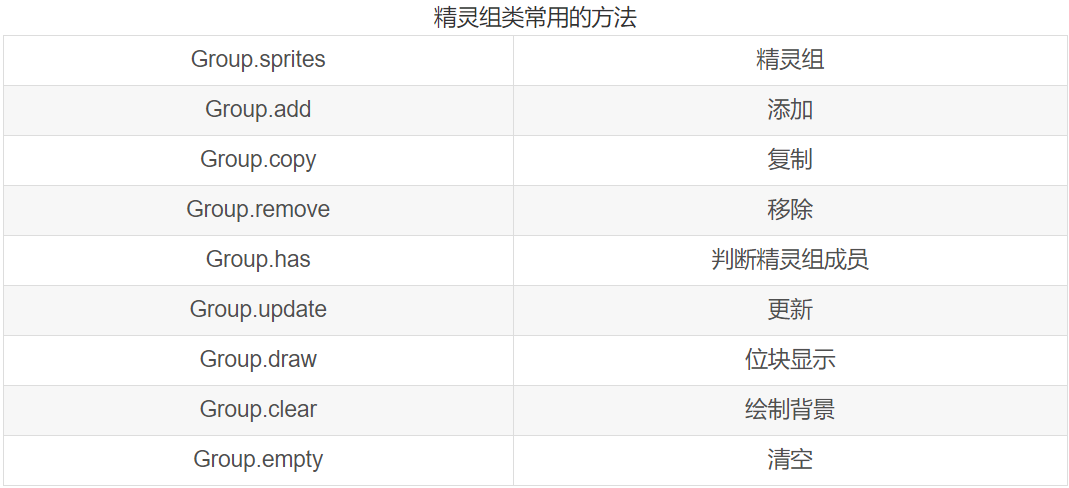 精灵组类常用的方法
Group.sprites 精灵组
Group.add 添加
Group.copy 复制
Group.remove 移除
Group.has 判断精灵组成员
Group.update 更新
Group.draw 位块显示
Group.clear 绘制背景
Group.empty 清空